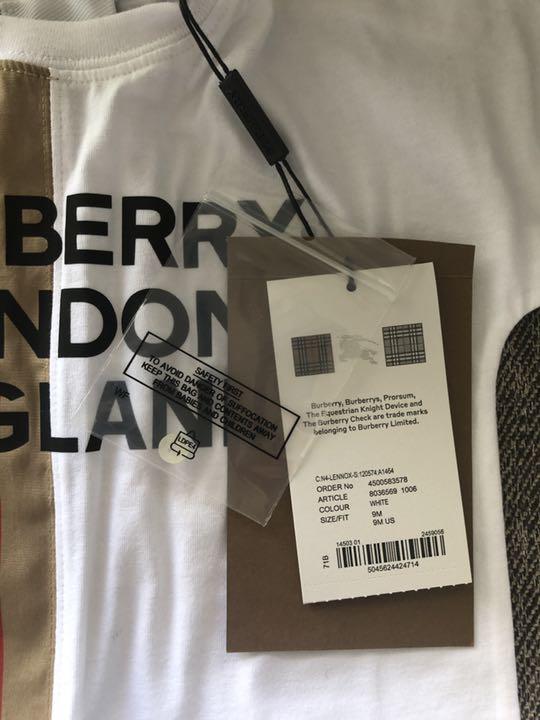 BERRY
NDON
GLAN
SAFETY FIRST
TO AVOID DANGER OF SUFFOCATION
KEEP THIS BAG AND CONTENTS AWAY
FROM BABIES AND CHILDREN
LDPE4
Burberry, Burberrys, Prorsum,
The Equestrian Knight Device and
The Burberry Check are trade marks
belonging to Burberry Limited.
C:N4-LENNOX-S:120574:A1464
ORDER No 4500583578
ARTICLE 8036569 1006
COLOUR WHITE
SIZE/FIT 9M
9M US
71B
14503 01 2459056
5045624424714